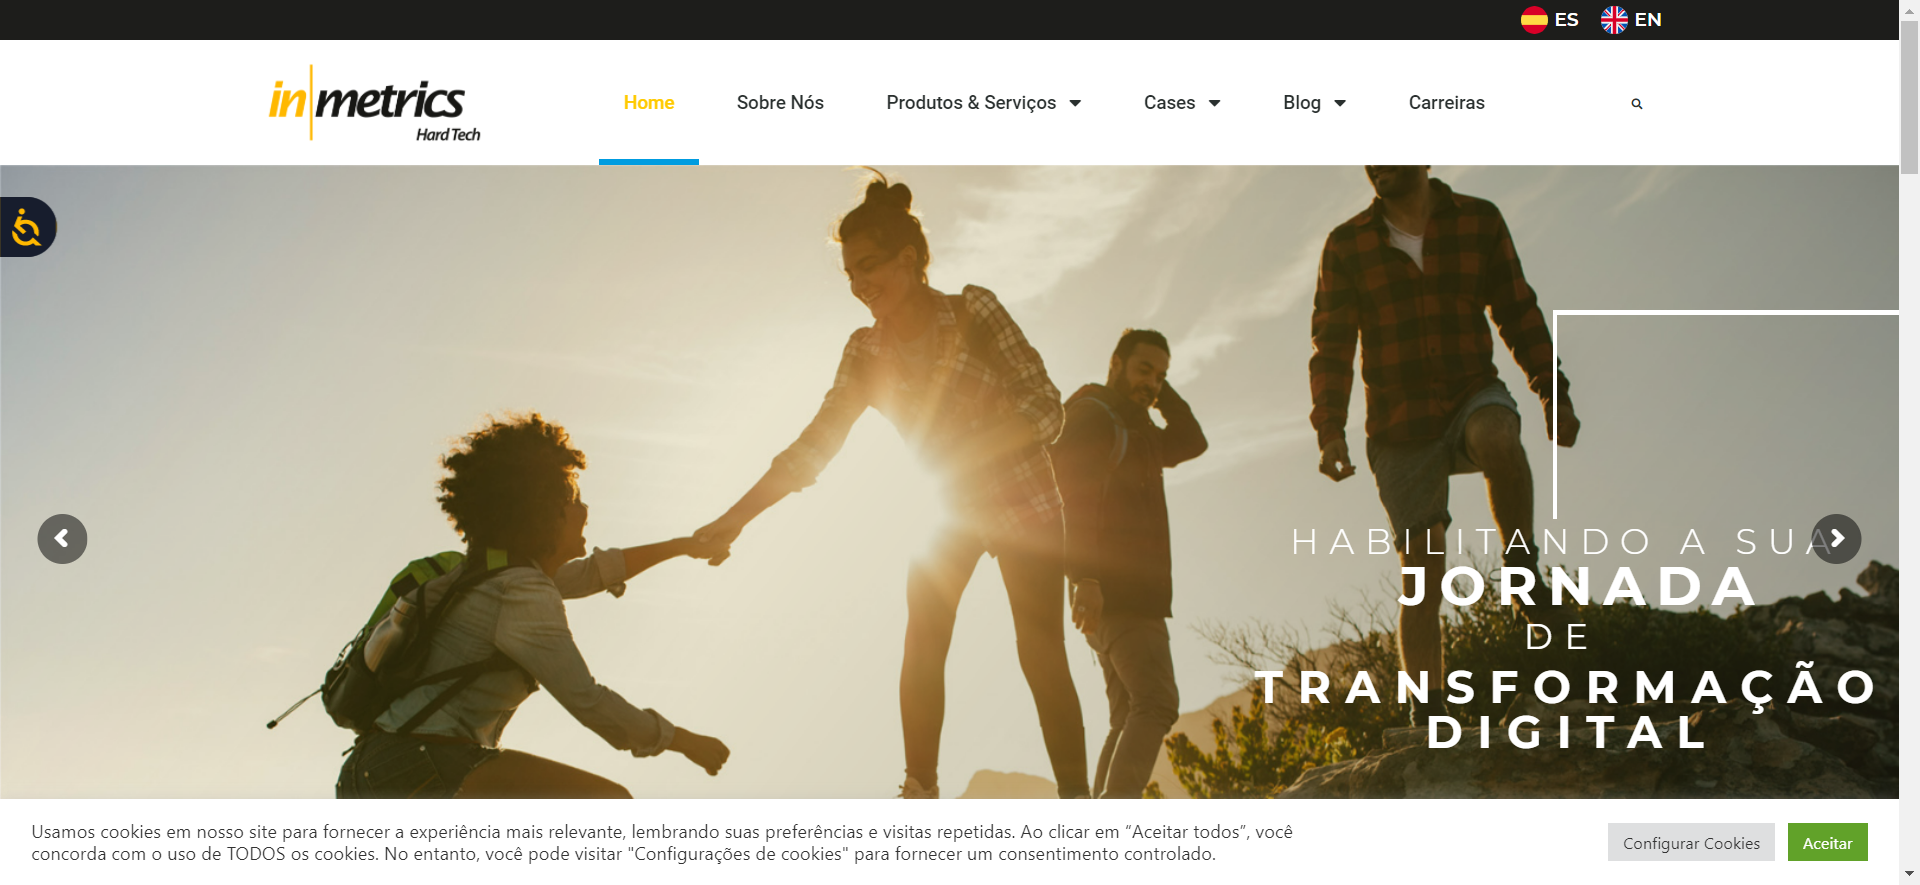 ES EN
in metrics
Hard Tech
Home Sobre Nós Produtos & Serviços Cases Blog Carreiras
HABILITANDO A SUA
JORNADA
DE
TRANSFORMAÇÃO
DIGITAL
Usamos cookies em nosso site para fornecer a experiência mais relevante, lembrando suas preferências e visitas repetidas. Ao clicar em “Aceitar todos”, você
concorda com o uso de TODOS os cookies. No entanto, você pode visitar "Configurações de cookies" para fornecer um consentimento controlado.
Configurar Cookies
Aceitar